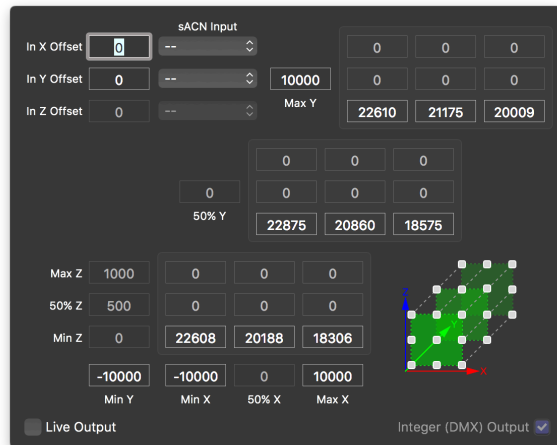 sACN Input
In X Offset 0 -- 0 0 0
In Y Offset 0 -- 10000 0 0 0
In Z Offset 0 -- Max Y 22610 21175 20009
0 0 0
0 0 0 0
50% Y 22875 20860 18575
Max Z 1000 0 0 0
50% Z 500 0 0 0
Min Z 0 22608 20188 18306
Z
Y
X
-10000 -10000 0 10000
Min Y Min X 50% X Max X
Live Output Integer (DMX) Output